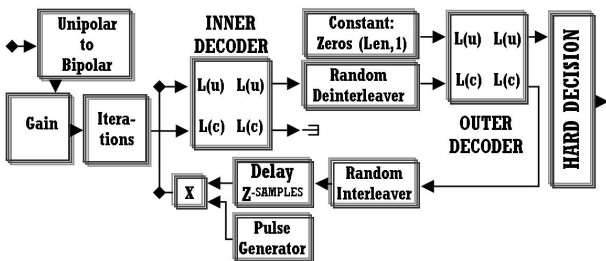 Unipolar
to
Bipolar
Gain
Itera-
tions
INNER
DECODER
L(u) L(u)
L(c) L(c)
Constant:
Zeros (Len,1)
Random
Deinterleaver
L(u) L(u)
L(c) L(c)
OUTER
DECODER
HARD DECISION
X
Delay
Z-SAMPLES
Random
Interleaver
Pulse
Generator